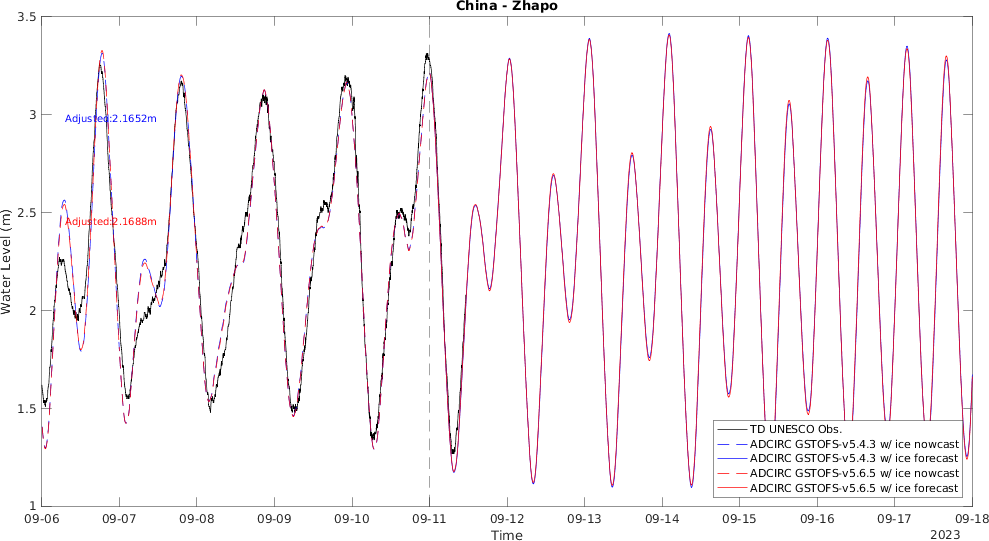 China - Zhapo
3.5
3
2.5
2
1.5
1
Water Level (m)
Adjusted:2.1652m
Adjusted:2.1688m
TD UNESCO Obs.
ADCIRC GSTOFS-v5.4.3 w/ ice nowcast
ADCIRC GSTOFS-v5.4.3 w/ ice forecast
ADCIRC GSTOFS-v5.6.5 w/ ice nowcast
ADCIRC GSTOFS-v5.6.5 w/ ice forecast
09-06 09-07 09-08 09-09 09-10 09-11 09-12 09-13 09-14 09-15 09-16 09-17 09-18
Time
2023